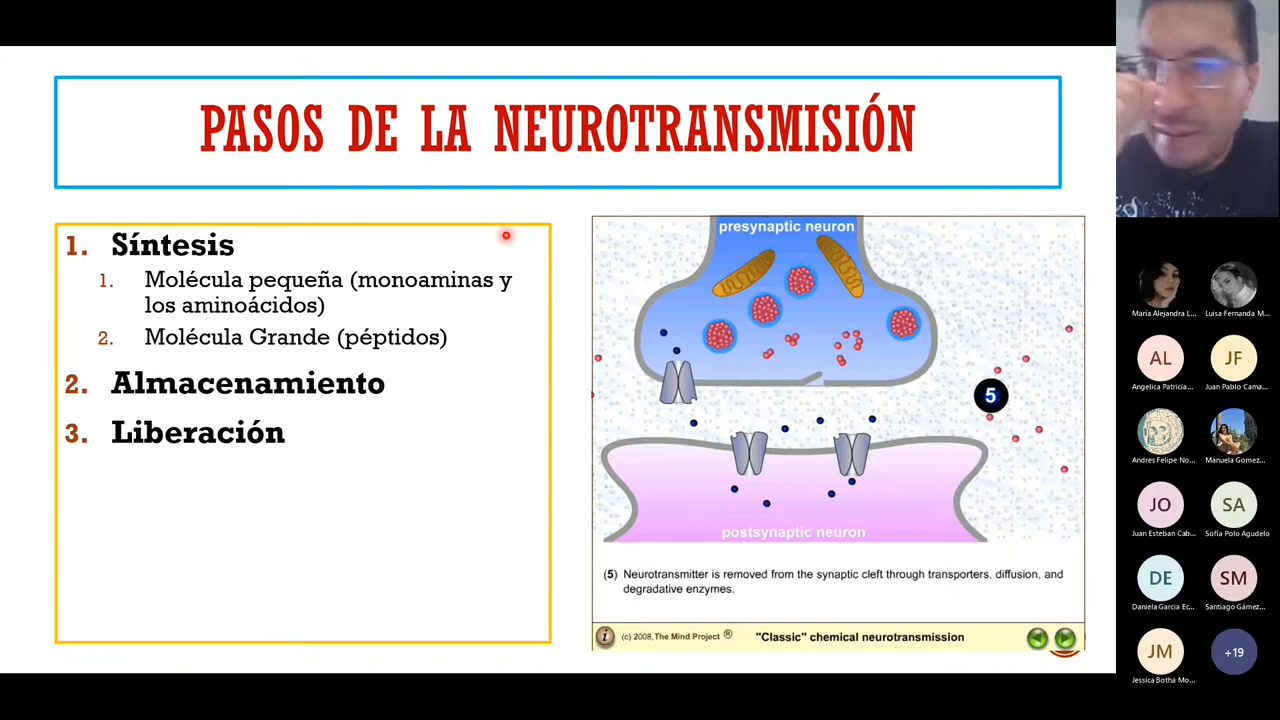 PASOS DE LA NEUROTRANSMISIÓN
1. Síntesis
1. Molécula pequeña (monoaminas y
los aminoácidos)
2. Molécula Grande (péptidos)
2. Almacenamiento
3. Liberación
presynaptic neuron
5
postsynaptic neuron
(5) Neurotransmitter is removed from the synaptic cleft through transporters, diffusion, and
degradative enzymes.
i (c) 2008, The Mind Project ® "Classic" chemical neurotransmission
María Alejandra L... Luisa Fernanda M...
AL JF
Angelica Patricia... Juan Pablo Cama...
Andres Felipe No... Manuela Gomez...
JO SA
Juan Esteban Cab... Sofía Polo Agudelo
DE SM
Daniela García Ec... Santiago Gámez...
JM +19
Jessica Botha Mo...